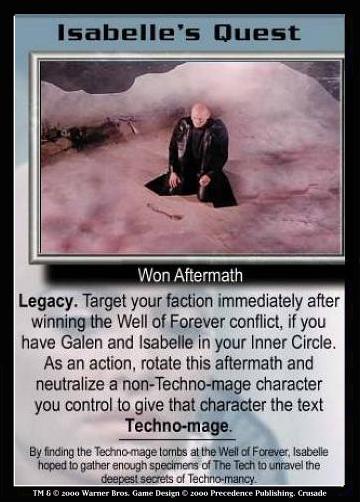 Isabelle's Quest
Won Aftermath
Legacy. Target your faction immediately after
winning the Well of Forever conflict, if you
have Galen and Isabelle in your Inner Circle.
As an action, rotate this aftermath and
neutralize a non-Techno-mage character
you control to give that character the text
Techno-mage.
By finding the Techno-mage tombs at the Well of Forever, Isabelle
hoped to gather enough specimens of The Tech to unravel the
deepest secrets of Techno-mancy.
TM & © 2000 Warner Bros. Game Design © 2000 Precedence Publishing. Crusade